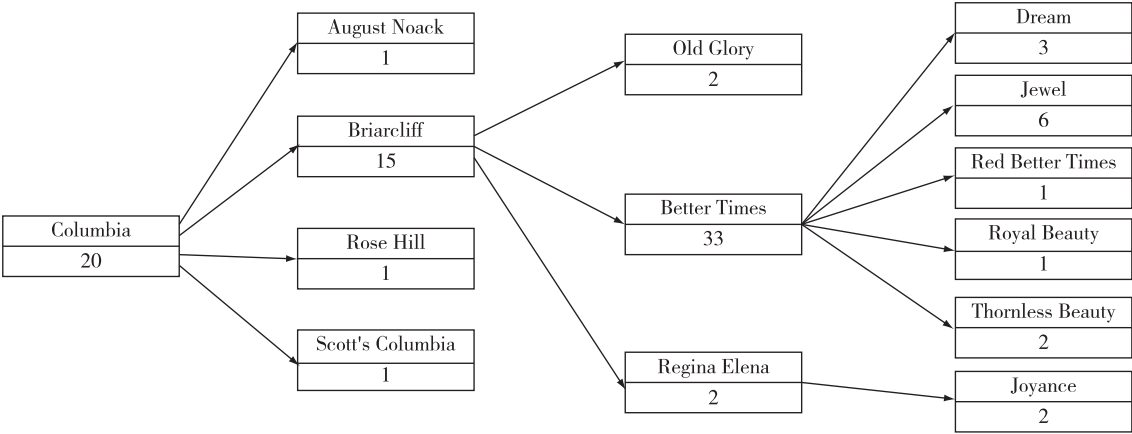 Columbia
20
August Noack
1
Briarcliff
15
Rose Hill
1
Scott's Columbia
1
Old Glory
2
Better Times
33
Regina Elena
2
Dream
3
Jewel
6
Red Better Times
1
Royal Beauty
1
Thornless Beauty
2
Joyance
2